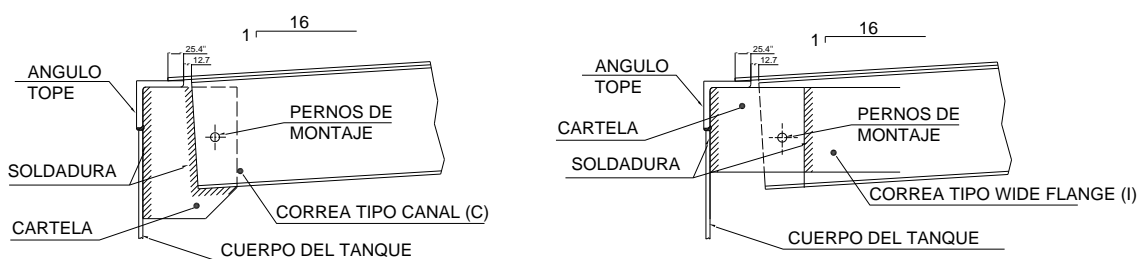 16
1
25.4"
12.7
ANGULO
TOPE
PERNOS DE
MONTAJE
SOLDADURA
CORREA TIPO CANAL (C)
CARTELA
CUERPO DEL TANQUE
16
1
25.4"
12.7
ANGULO
TOPE
CARTELA
PERNOS DE
MONTAJE
SOLDADURA
CORREA TIPO WIDE FLANGE (I)
CUERPO DEL TANQUE